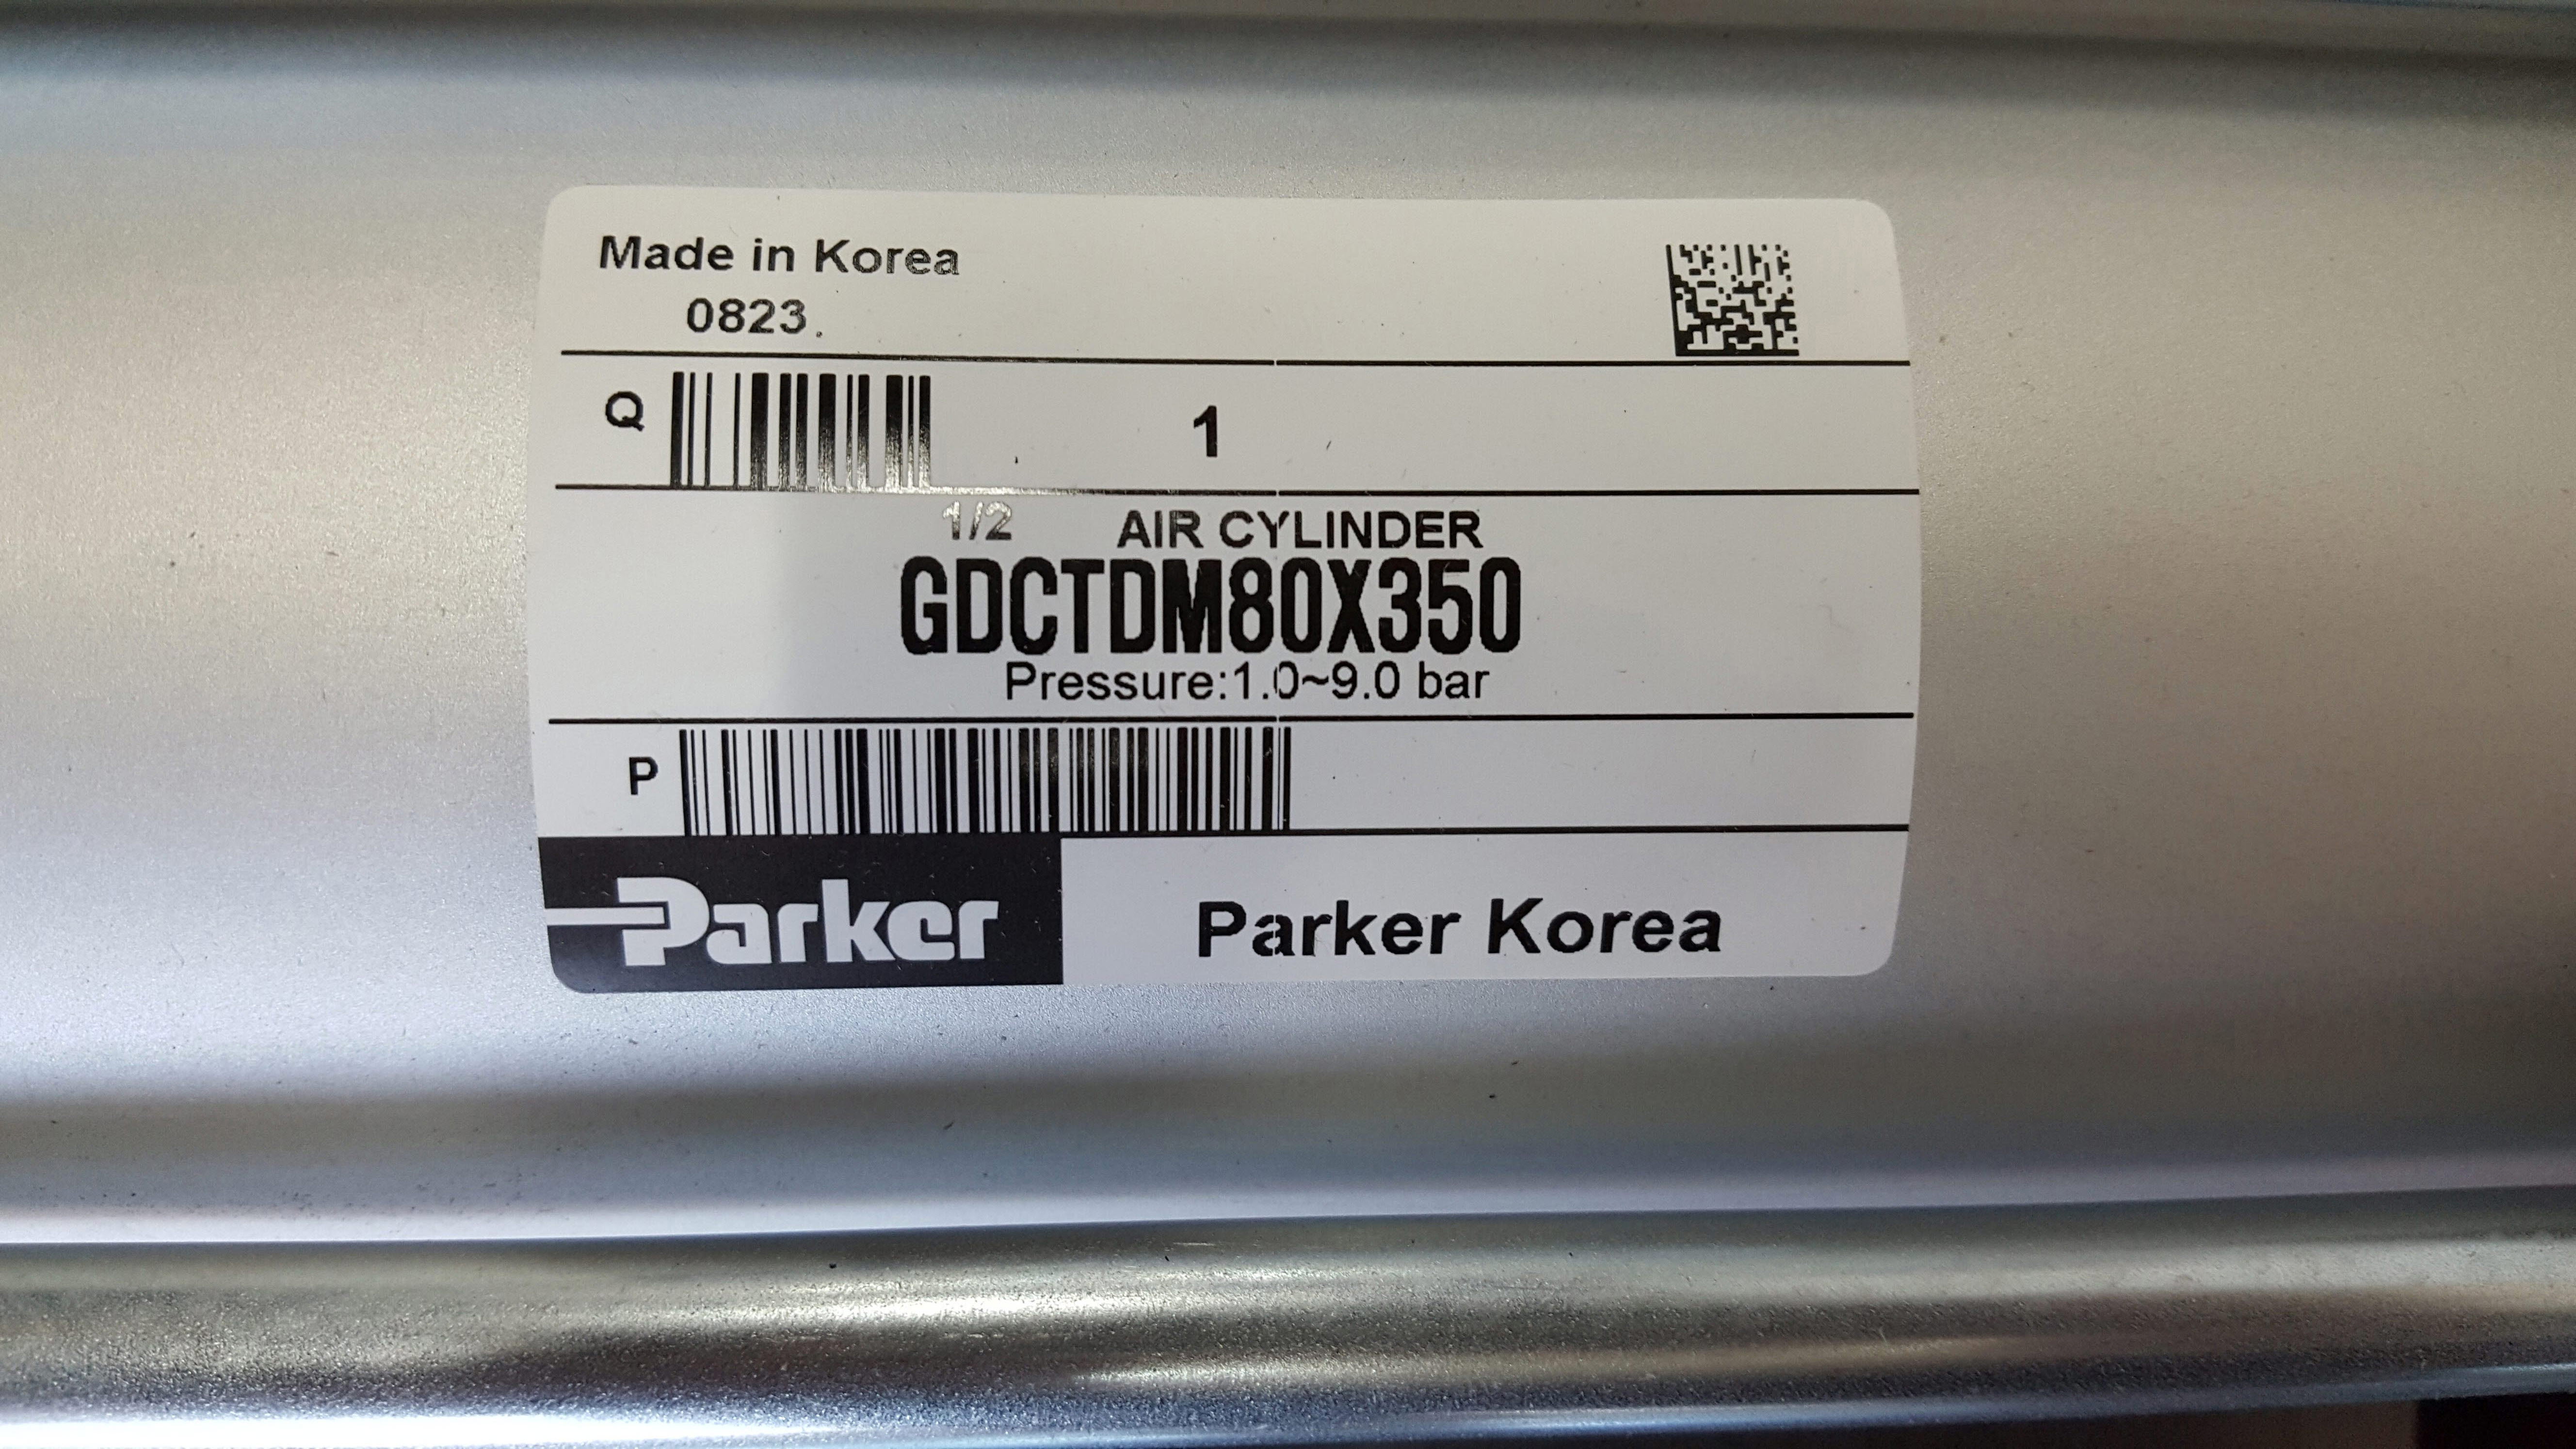 Made in Korea
0823.
Q 1
1/2 AIR CYLINDER
GDCTDM80X350
Pressure:1.0~9.0 bar
P
Parker Parker Korea